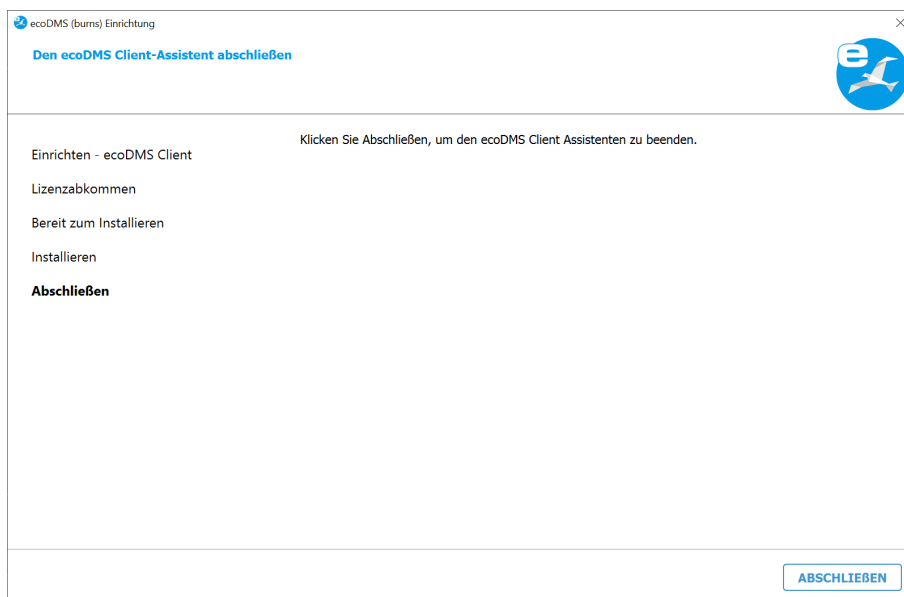 ecoDMS (burns) Einrichtung
Den ecoDMS Client-Assistent abschließen
e
Klicken Sie Abschließen, um den ecoDMS Client Assistenten zu beenden.
Einrichten - ecoDMS Client
Lizenzabkommen
Bereit zum Installieren
Installieren
Abschließen
ABSCHLIEßEN